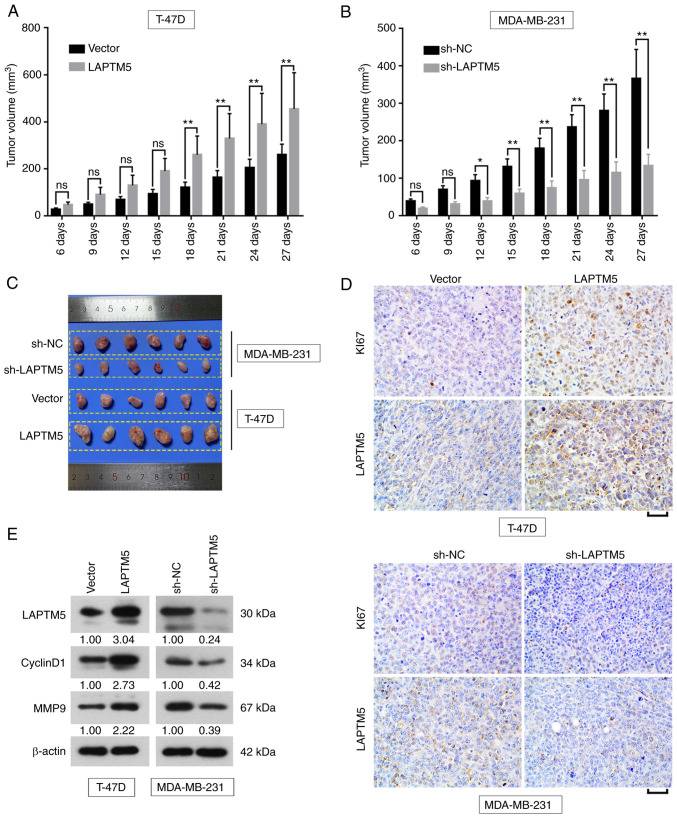 A
T-47D
Tumor volume (mm3)
800
600
400
200
0
Vector
LAPTM5
ns
ns
ns
ns
**
**
**
**
6 days
9 days
12 days
15 days
18 days
21 days
24 days
27 days
B
MDA-MB-231
Tumor volume (mm3)
500
400
300
200
100
0
sh-NC
sh-LAPTM5
ns
ns
*
**
**
**
**
**
6 days
9 days
12 days
15 days
18 days
21 days
24 days
27 days
C
sh-NC
sh-LAPTM5
MDA-MB-231
Vector
LAPTM5
T-47D
D
Vector
LAPTM5
KI67
LAPTM5
T-47D
sh-NC
sh-LAPTM5
KI67
LAPTM5
MDA-MB-231
E
Vector
LAPTM5
sh-NC
sh-LAPTM5
LAPTM5
30 kDa
1.00 3.04 1.00 0.24
CyclinD1
34 kDa
1.00 2.73 1.00 0.42
MMP9
67 kDa
1.00 2.22 1.00 0.39
β-actin
42 kDa
T-47D
MDA-MB-231